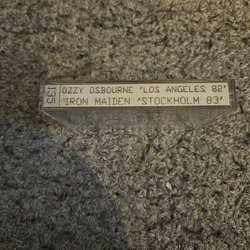 135
OZZY OSBOURNE "LOS ANGELES 82"
IRON MAIDEN "STOCKHOLM 83"